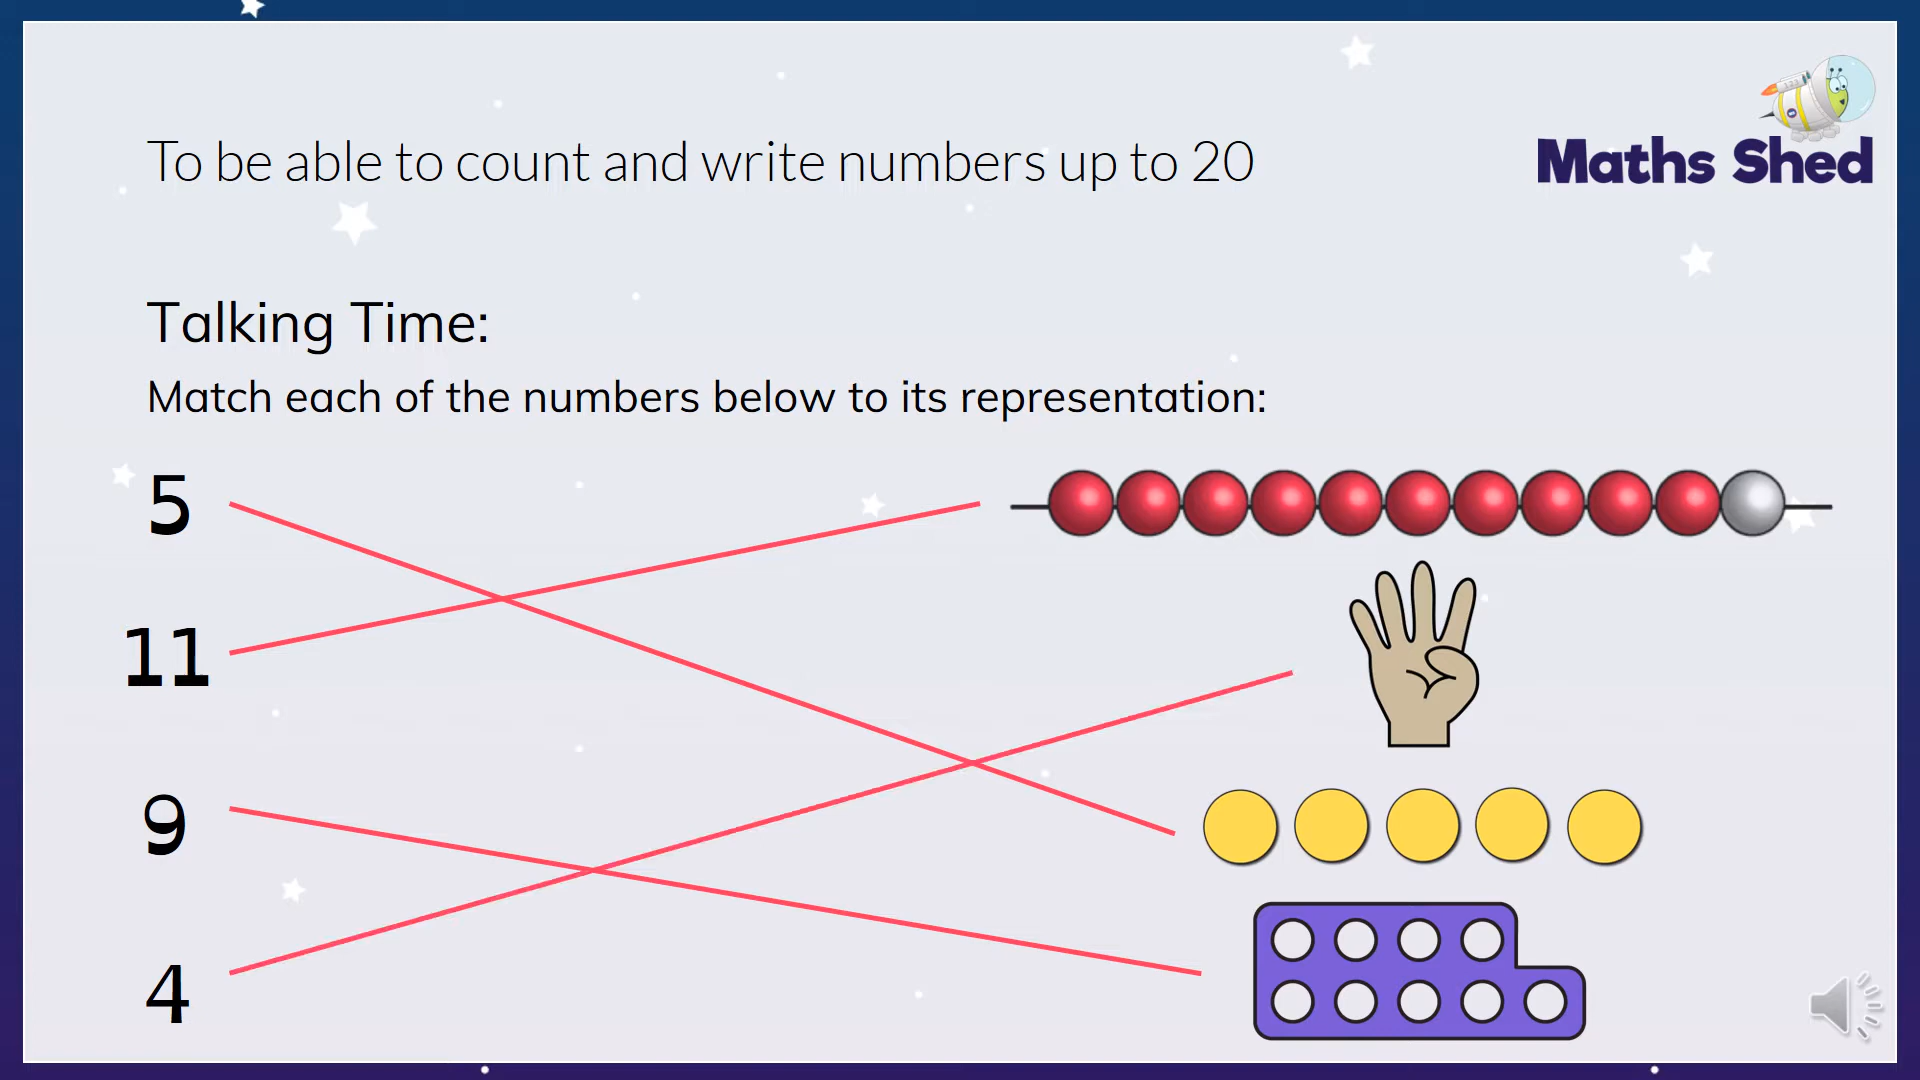 To be able to count and write numbers up to 20
Maths Shed
Talking Time:
Match each of the numbers below to its representation:
5
11
9
4